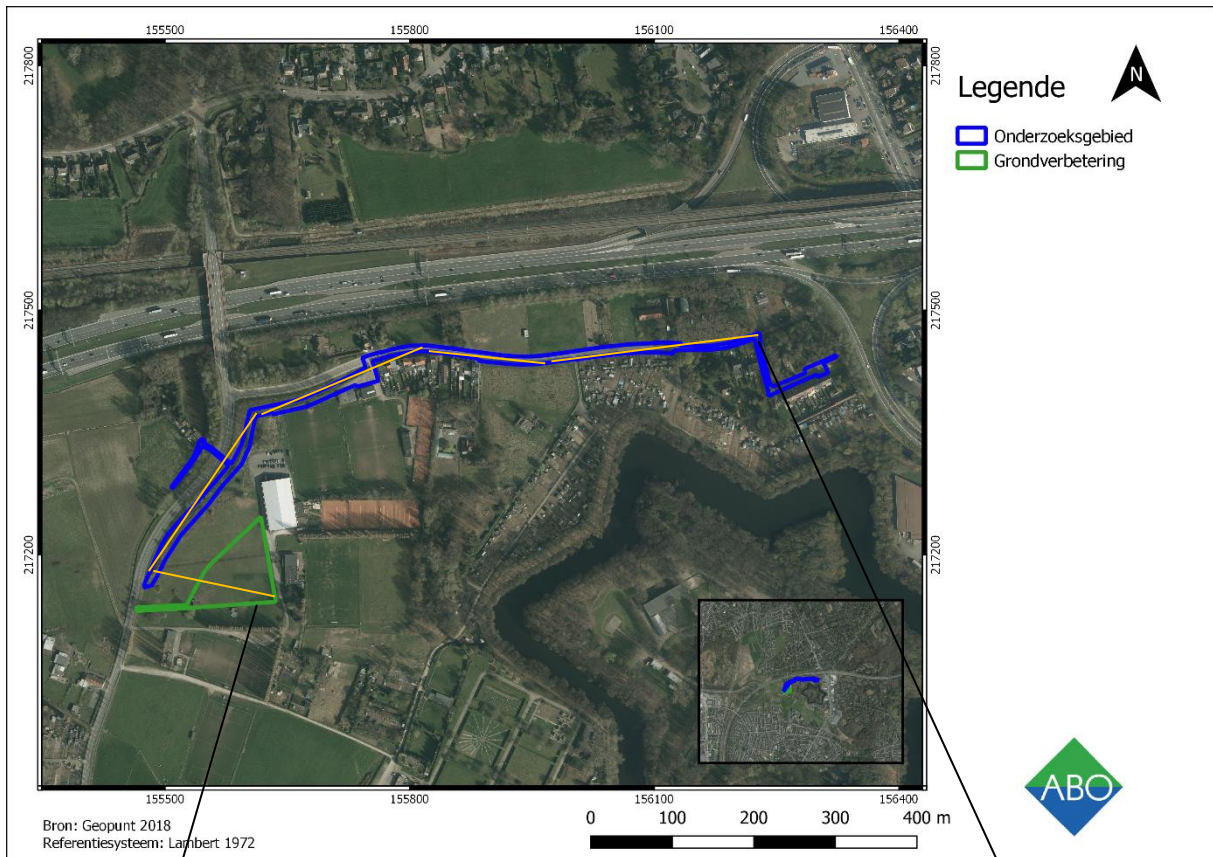 155500 155800 156100 156400
217800 217800
Legende
N
Onderzoeksgebied
Grondverbetering
217500 217500
217200 217200
155500 155800 156100 156400
Bron: Geopunt 2018
Referentiesysteem: Lambert 1972
0 100 200 300 400 m
ABO